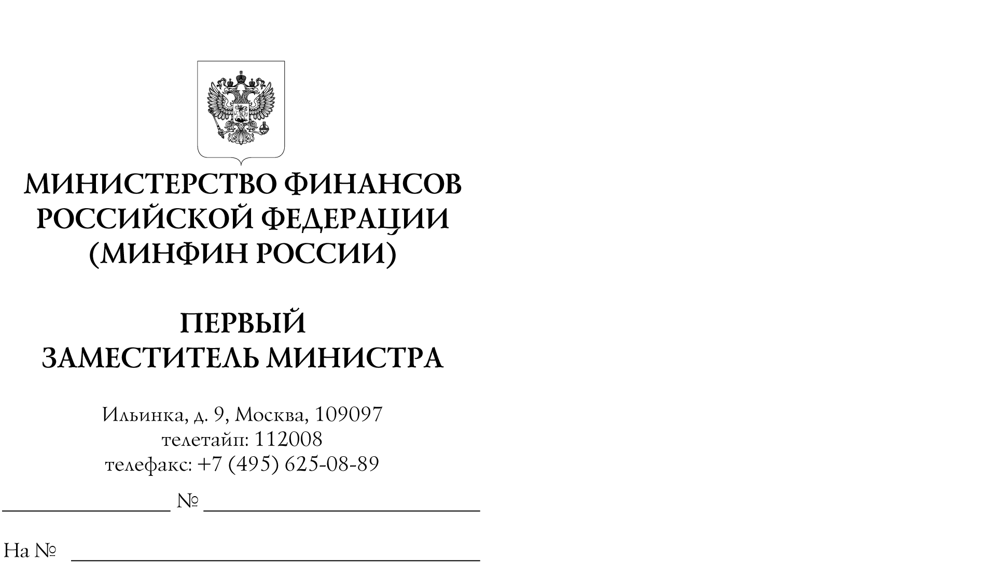 МИНИСТЕРСТВО ФИНАНСОВ
РОССИЙСКОЙ ФЕДЕРАЦИИ
(МИНФИН РОССИИ)
ПЕРВЫЙ
ЗАМЕСТИТЕЛЬ МИНИСТРА
Ильинка, д. 9, Москва, 109097
телетайп: 112008
телефакс: +7 (495) 625-08-89
№
На №